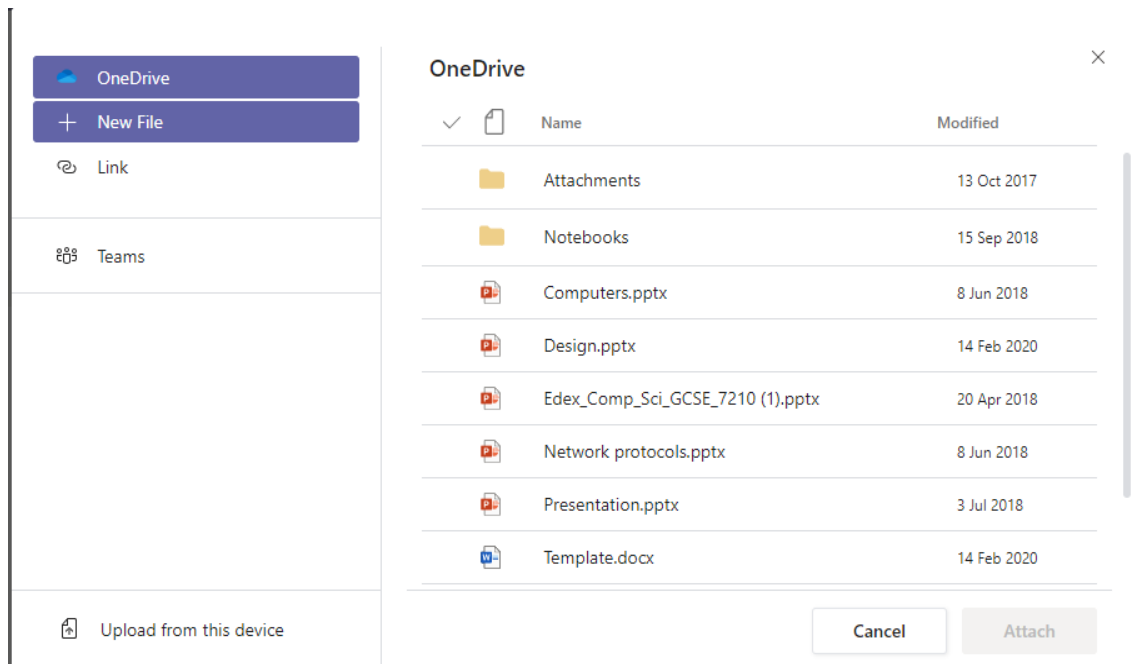 OneDrive
New File
Link
Teams
Upload from this device
OneDrive
Name Modified
Attachments 13 Oct 2017
Notebooks 15 Sep 2018
Computers.pptx 8 Jun 2018
Design.pptx 14 Feb 2020
Edex_Comp_Sci_GCSE_7210 (1).pptx 20 Apr 2018
Network protocols.pptx 8 Jun 2018
Presentation.pptx 3 Jul 2018
Template.docx 14 Feb 2020
Cancel Attach